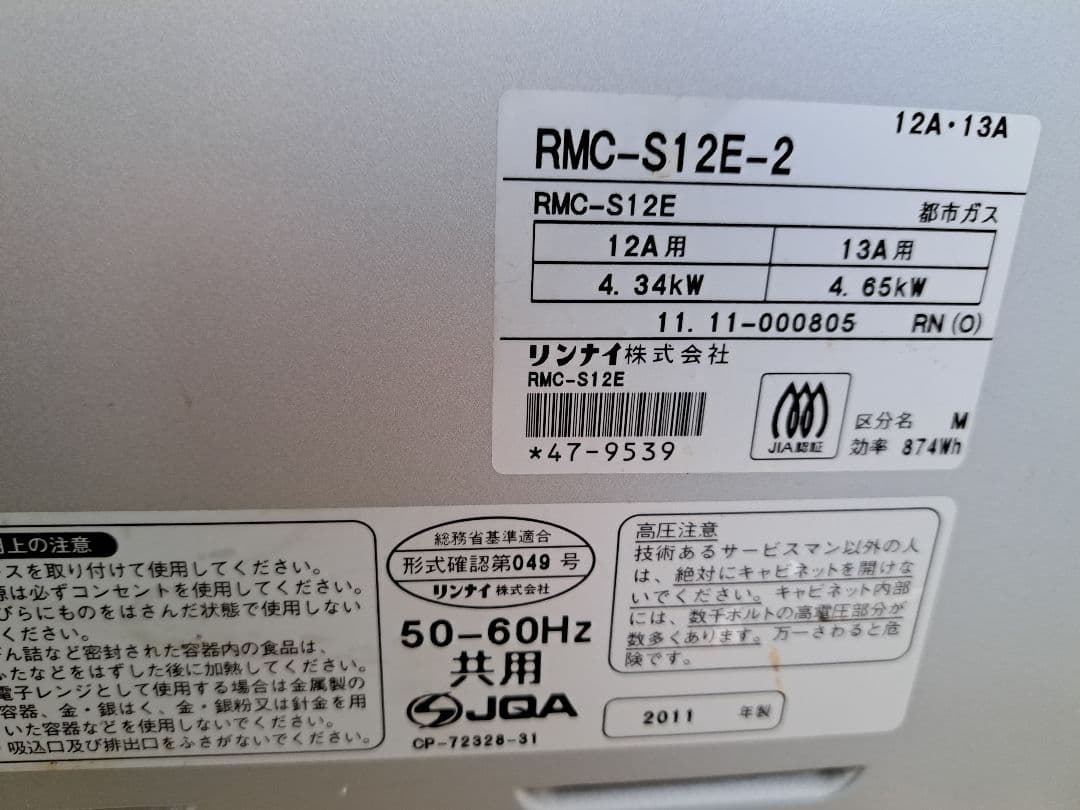 12A・13A
RMC-S12E-2
RMC-S12E 都市ガス
12A用 13A用
4.34kW 4.65kW
11.11-000805 RN(O)
リンナイ株式会社
RMC-S12E
*47-9539
JIA認証
区分名 M
効率 874Wh
上の注意
スを取り付けて使用してください。
は必ずコンセントを使用してください。
びらにものをはさんだ状態で使用しない
ください。
ん詰など密封された容器内の食品は、
ふたなどをはずした後に加熱してください。
電子レンジとして使用する場合は金属製の
容器、金・銀はく、金・銀粉又は針金を用
いた容器などを使用しないでください。
吸込口及び排出口をふさがないでください。
総務省基準適合
形式確認第049号
リンナイ株式会社
50-60Hz
共用
JQA
CP-72328-31
高圧注意
技術あるサービスマン以外の人
は、絶対にキャビネットを開けな
いでください。キャビネット内部
には、数千ボルトの高電圧部分が
数多くあります。万一さわると危
険です。
2011 年製